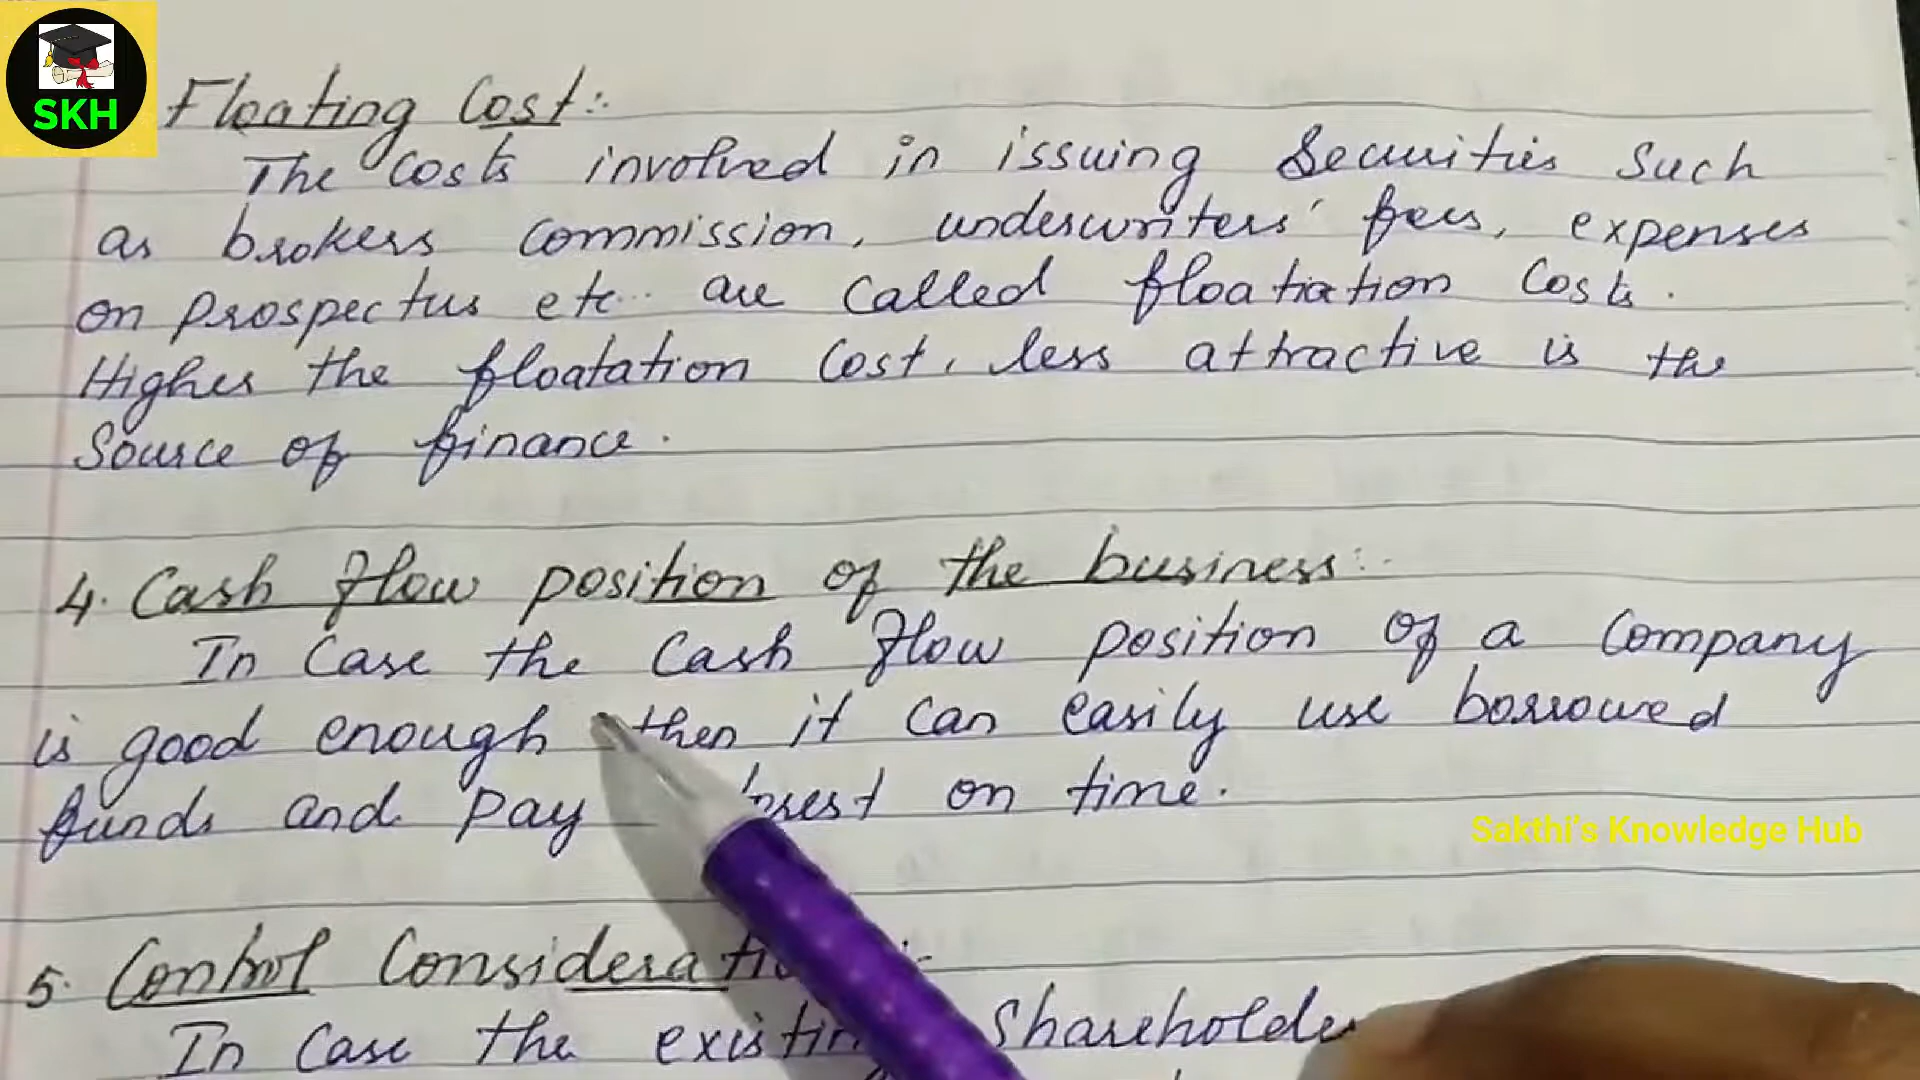 SKH
Floating Cost:-
The Costs involved in issuing Securities Such
as brokers commission, underwriters' fees, expenses
on prospectus etc... are called floatation Costs.
Higher the floatation Cost, less attractive is the
Source of finance.
4. Cash flow position of the business:-
In Case the Cash flow position of a Company
is good enough then it can easily use borrowed
funds and pay on time.
Sakthi's Knowledge Hub
5. Control
In Case the